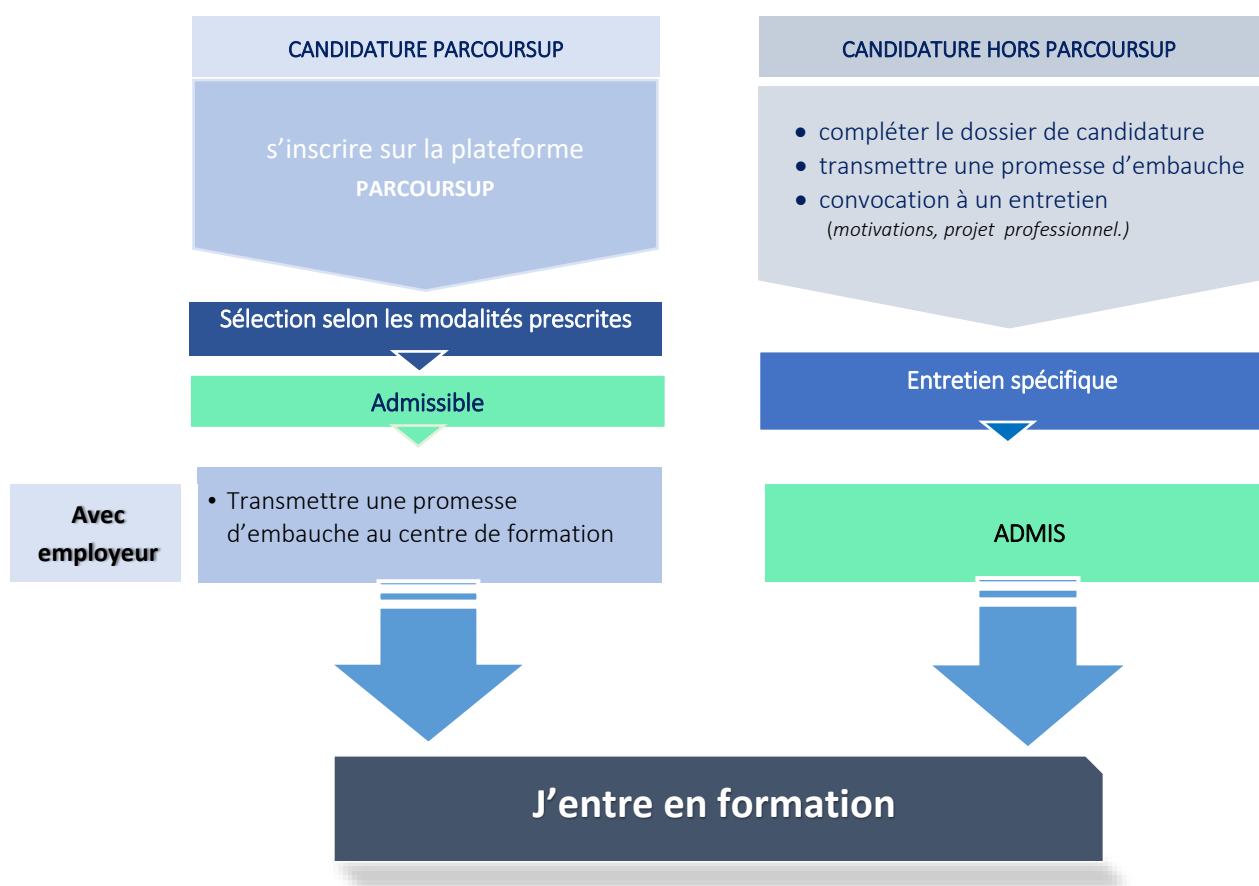 CANDIDATURE PARCOURSUP
s’inscrire sur la plateforme
PARCOURSUP
Sélection selon les modalités prescrites
Admissible
Avec
employeur
• Transmettre une promesse
d’embauche au centre de formation
CANDIDATURE HORS PARCOURSUP
• compléter le dossier de candidature
• transmettre une promesse d’embauche
• convocation à un entretien
(motivations, projet professionnel.)
Entretien spécifique
ADMIS
J’entre en formation